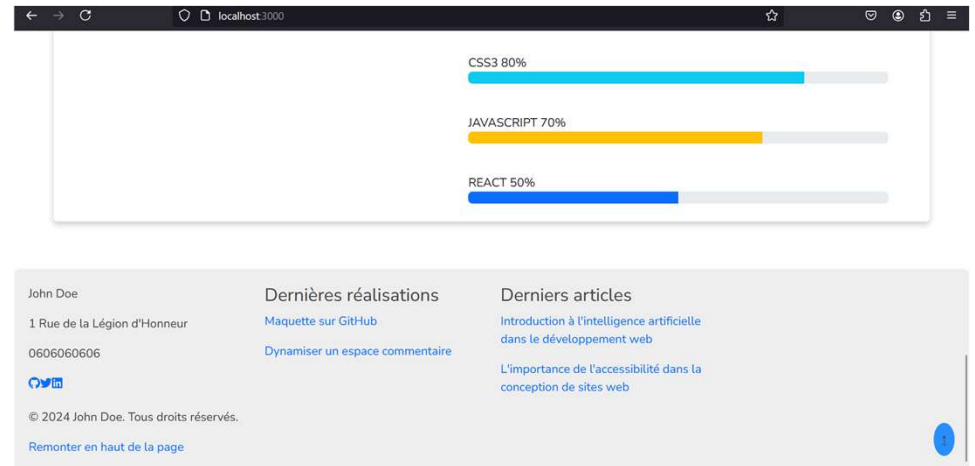 localhost:3000
CSS3 80%
JAVASCRIPT 70%
REACT 50%
John Doe
1 Rue de la Légion d'Honneur
0606060606
© 2024 John Doe. Tous droits réservés.
Remonter en haut de la page
Dernières réalisations
Maquette sur GitHub
Dynamiser un espace commentaire
Derniers articles
Introduction à l'intelligence artificielle
dans le développement web
L'importance de l'accessibilité dans la
conception de sites web